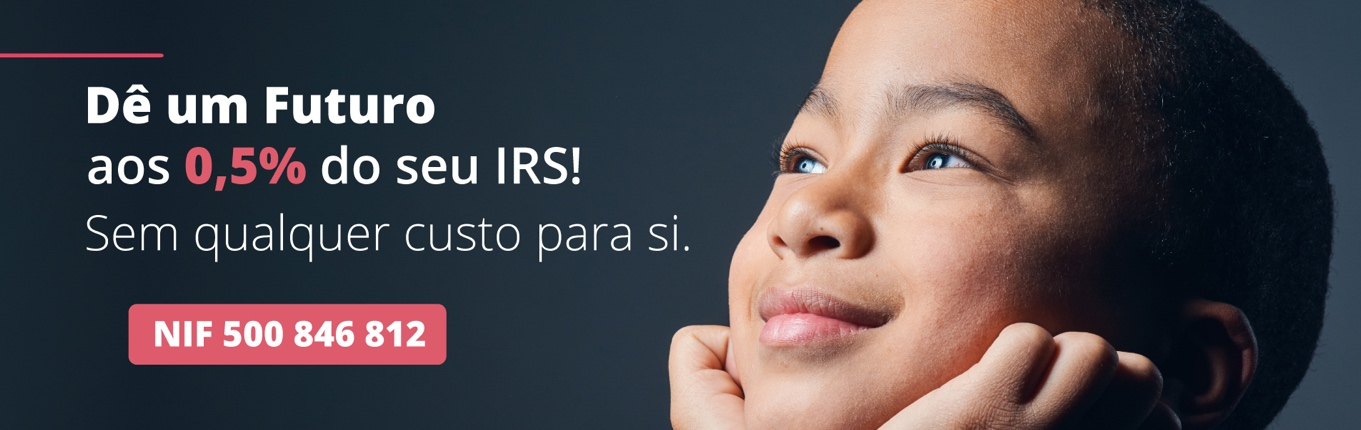 Dê um Futuro
aos 0,5% do seu IRS!
Sem qualquer custo para si.
NIF 500 846 812